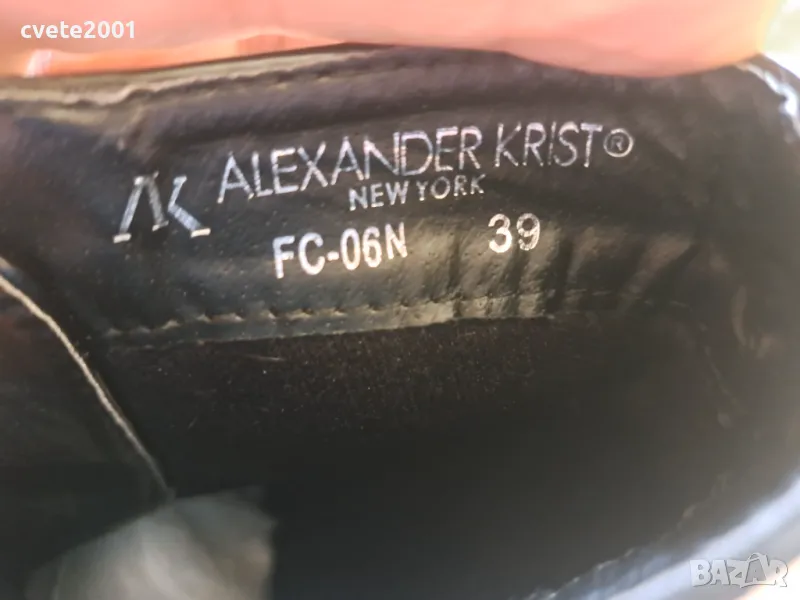 cvete2001
AK ALEXANDER KRIST®
NEW YORK
FC-06N 39
BAZAR